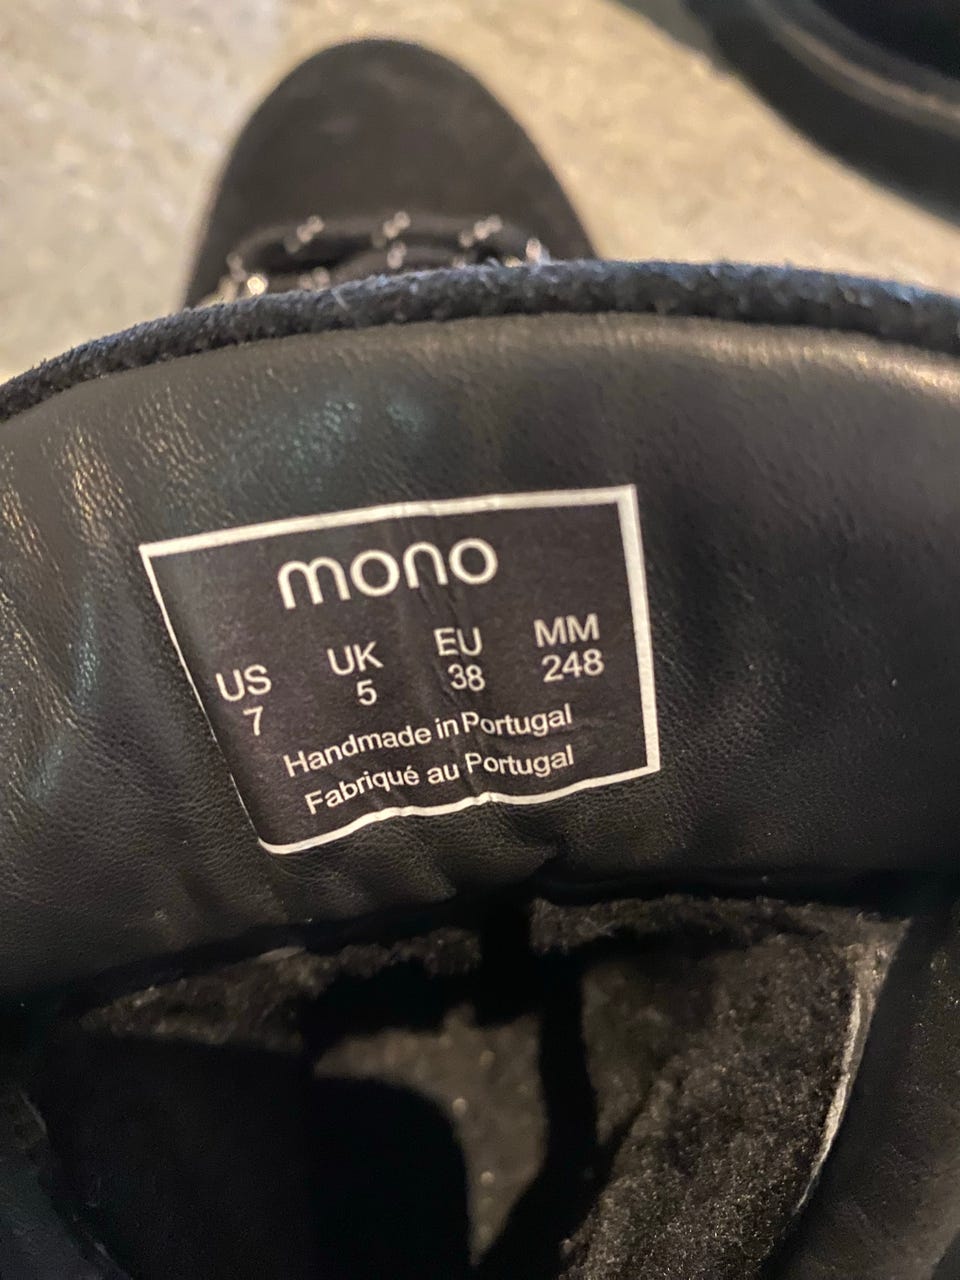 mono
US UK EU MM
7 5 38 248
Handmade in Portugal
Fabriqué au Portugal